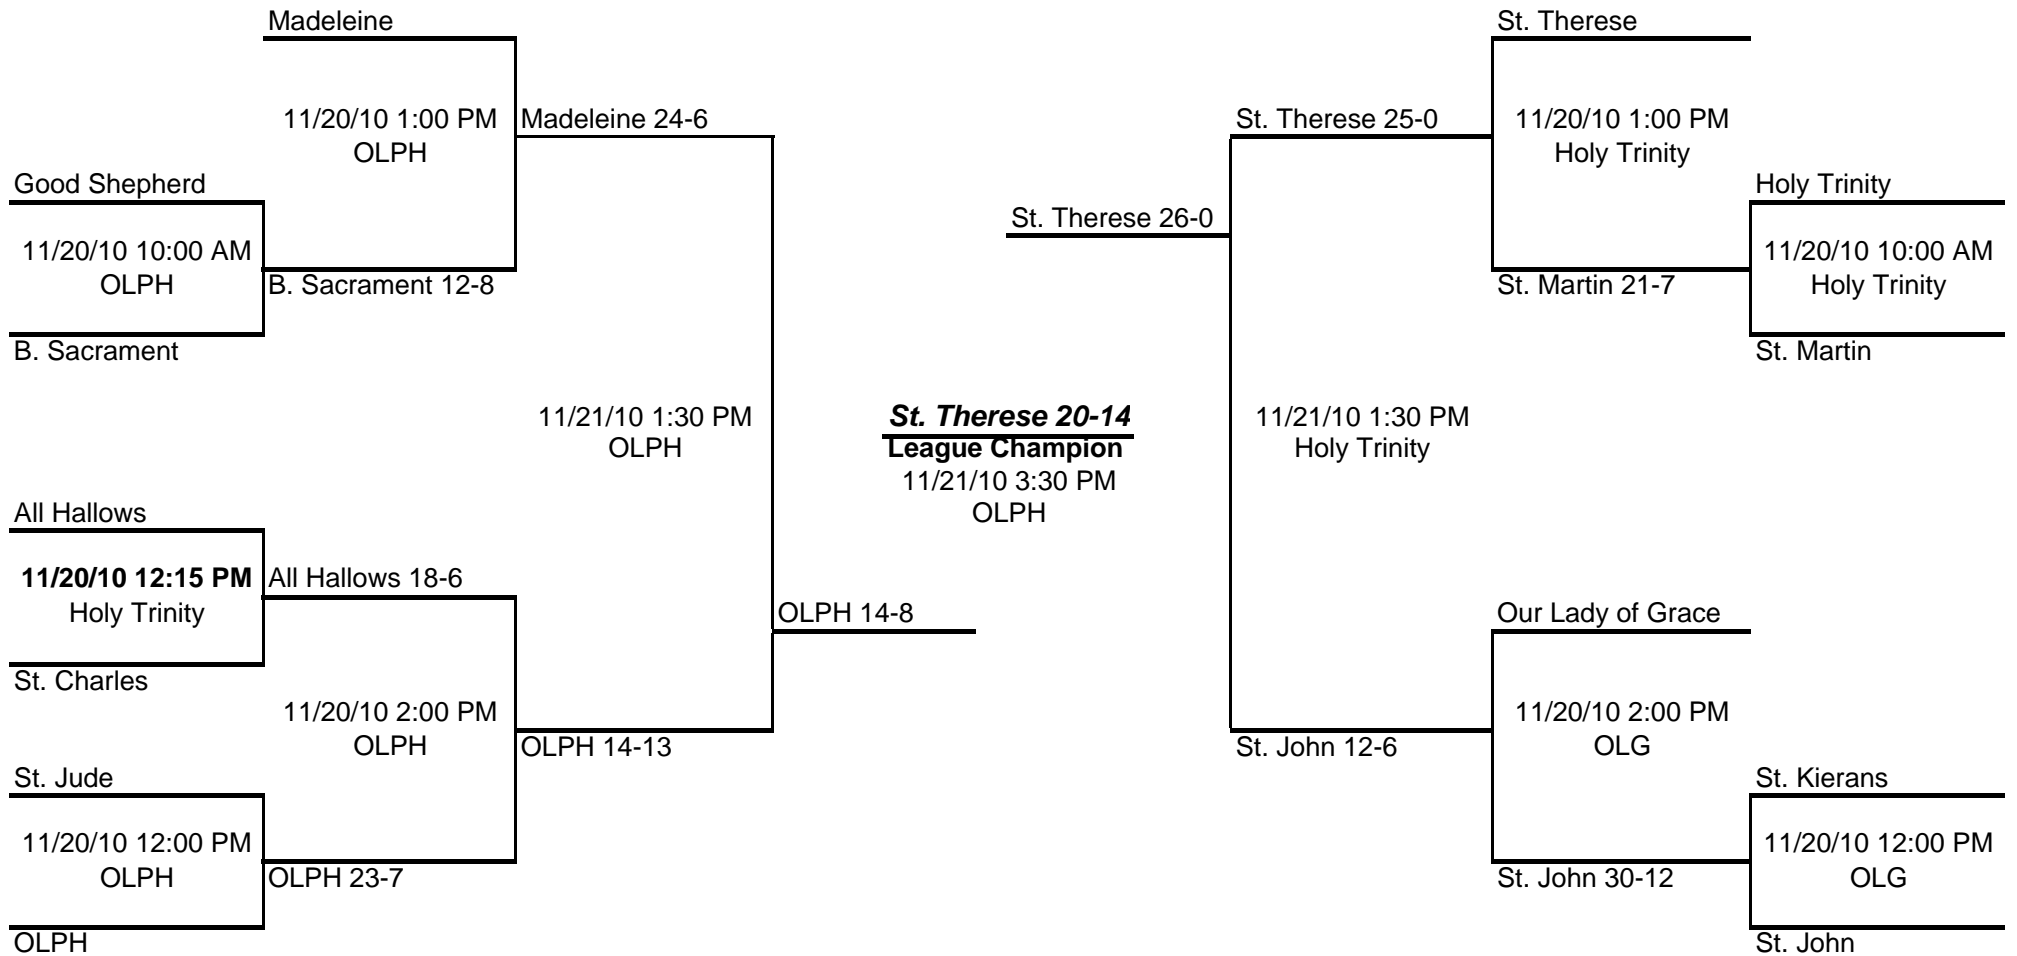 Madeleine
St. Therese
11/20/10 1:00 PM
OLPH
Madeleine 24-6
St. Therese 25-0
11/20/10 1:00 PM
Holy Trinity
Good Shepherd
Holy Trinity
St. Therese 26-0
11/20/10 10:00 AM
OLPH
B. Sacrament 12-8
St. Martin 21-7
11/20/10 10:00 AM
Holy Trinity
B. Sacrament
St. Martin
11/21/10 1:30 PM
OLPH
St. Therese 20-14
League Champion
11/21/10 3:30 PM
OLPH
11/21/10 1:30 PM
Holy Trinity
All Hallows
11/20/10 12:15 PM
Holy Trinity
All Hallows 18-6
OLPH 14-8
Our Lady of Grace
St. Charles
11/20/10 2:00 PM
OLPH
OLPH 14-13
St. John 12-6
11/20/10 2:00 PM
OLG
St. Jude
St. Kierans
11/20/10 12:00 PM
OLPH
OLPH 23-7
St. John 30-12
11/20/10 12:00 PM
OLG
OLPH
St. John